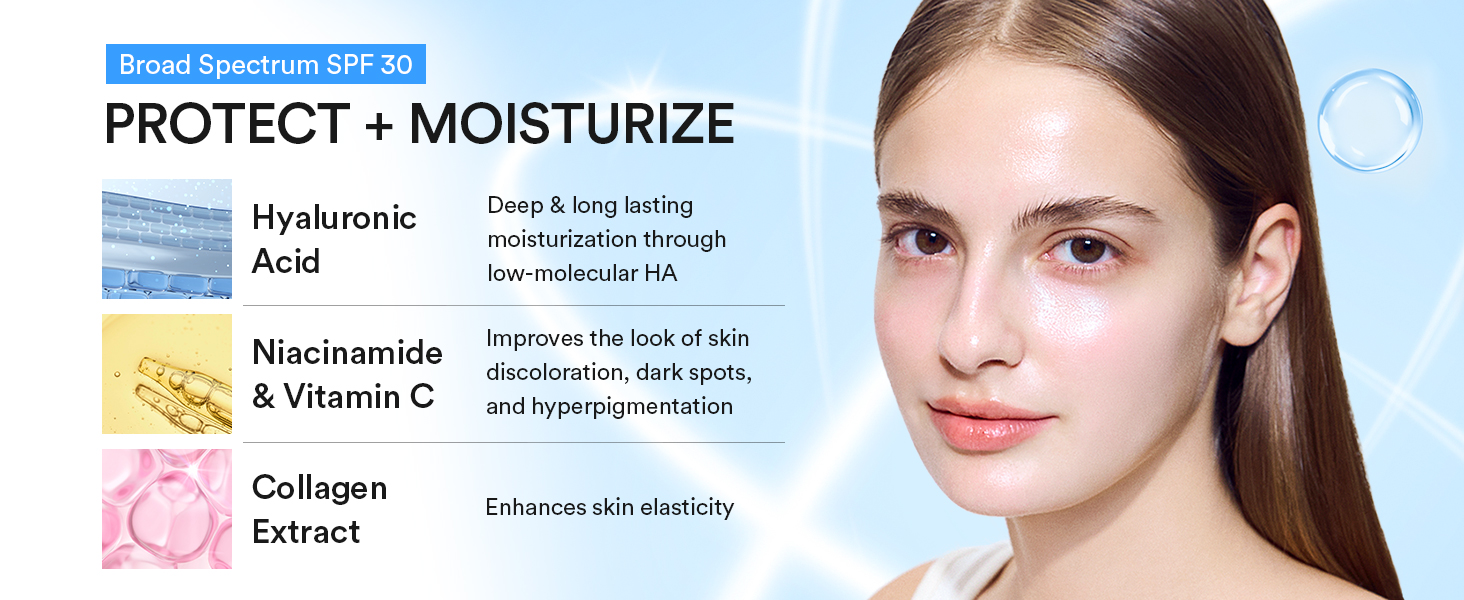 Broad Spectrum SPF 30
PROTECT + MOISTURIZE
Hyaluronic
Acid
Deep & long lasting
moisturization through
low-molecular HA
Niacinamide
& Vitamin C
Improves the look of skin
discoloration, dark spots,
and hyperpigmentation
Collagen
Extract
Enhances skin elasticity